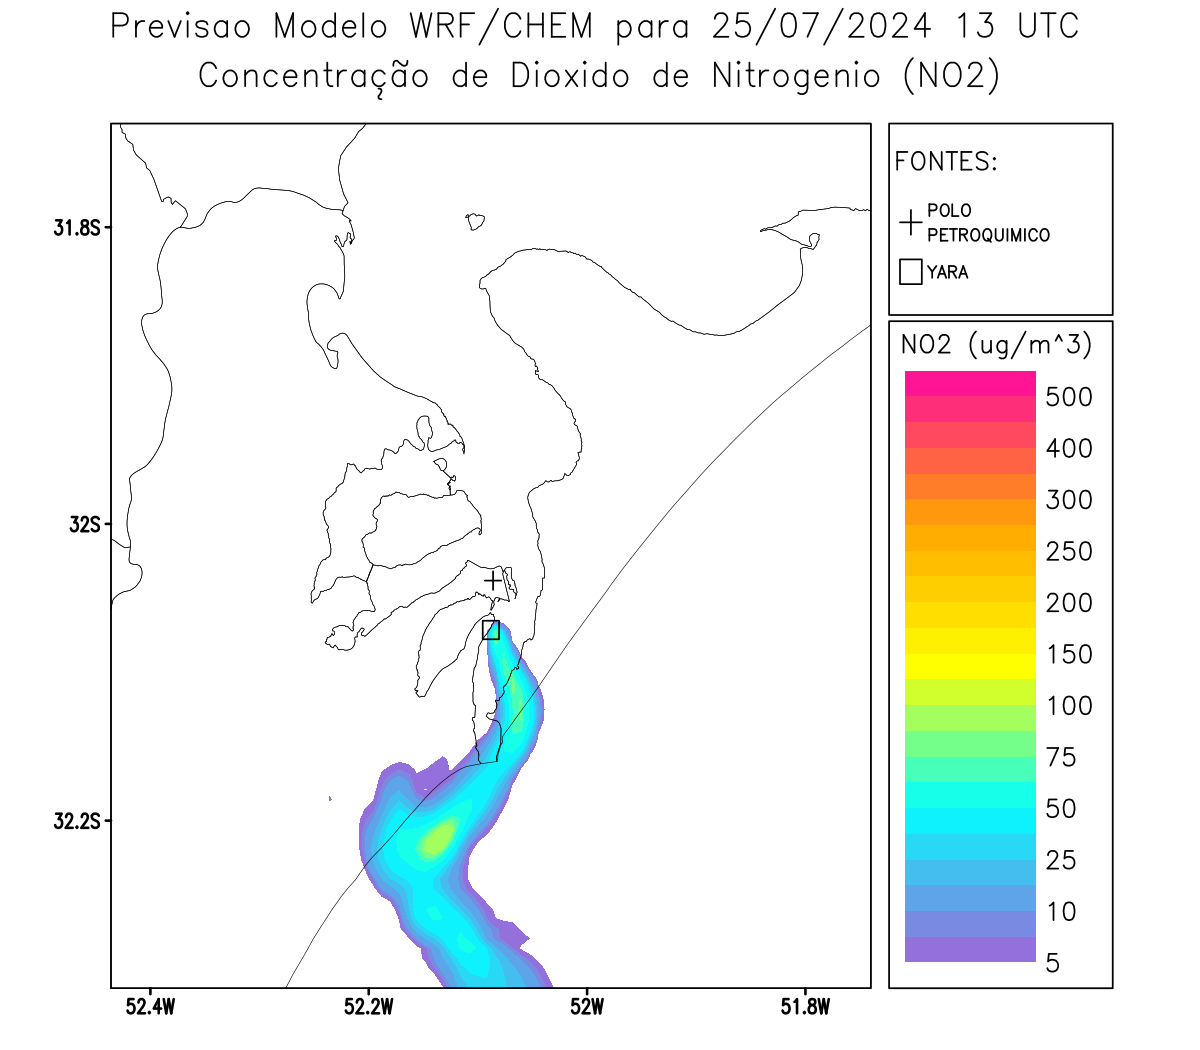 Previsao Modelo WRF/CHEM para 25/07/2024 13 UTC
Concentração de Dioxido de Nitrogenio (NO2)
FONTES:
POLO
PETROQUIMICO
YARA
NO2 (ug/m^3)
500
400
300
250
200
150
100
75
50
25
10
5
31.8S
32S
32.2S
52.4W
52.2W
52W
51.8W